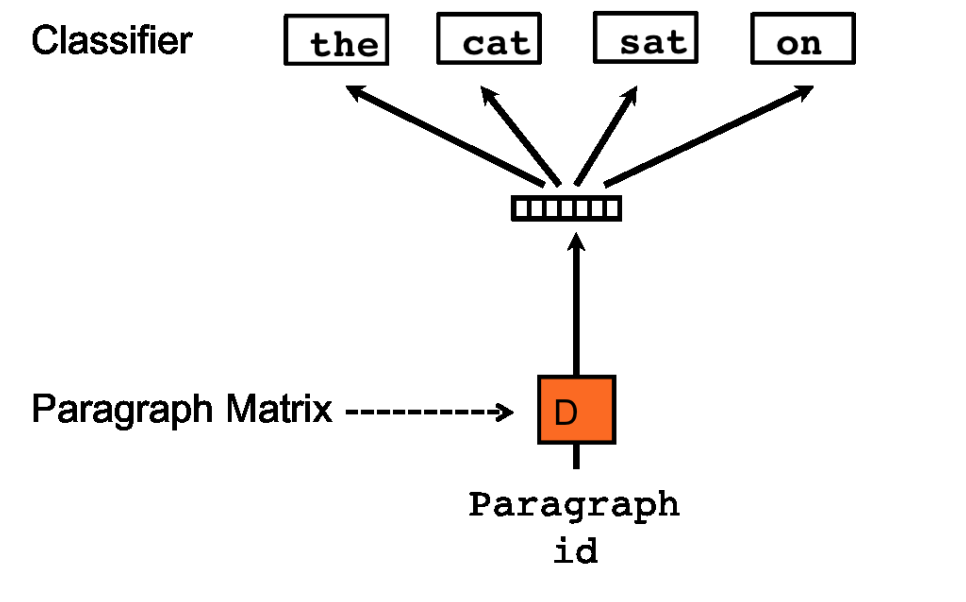 Classifier the cat sat on
Paragraph Matrix D
Paragraph
id